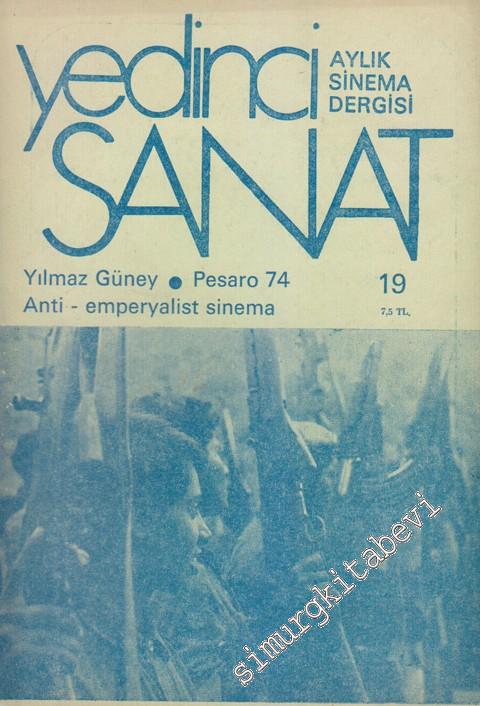 yedinci
SANAT
AYLIK
SİNEMA
DERGİSİ
Yılmaz Güney ● Pesaro 74
19
Anti - emperyalist sinema
7,5 TL.
simurgkitabevi